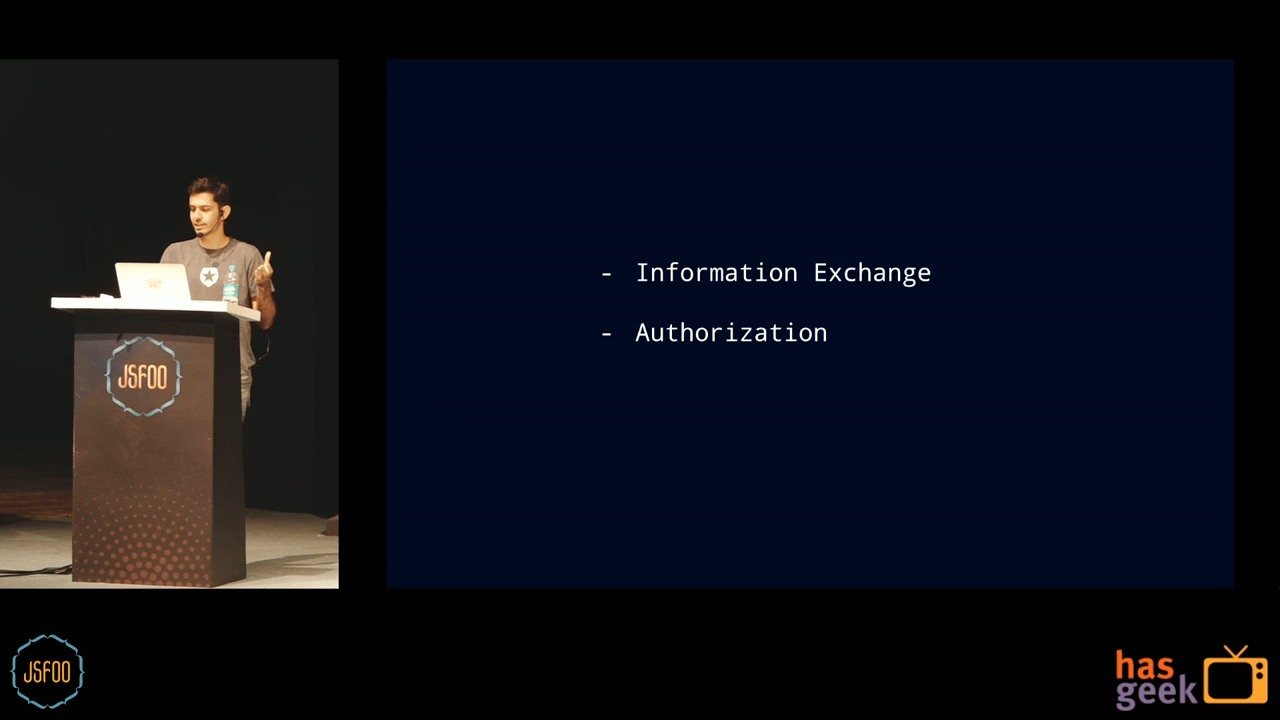 - Information Exchange
- Authorization
JSFOO
JSFOO
has
geek